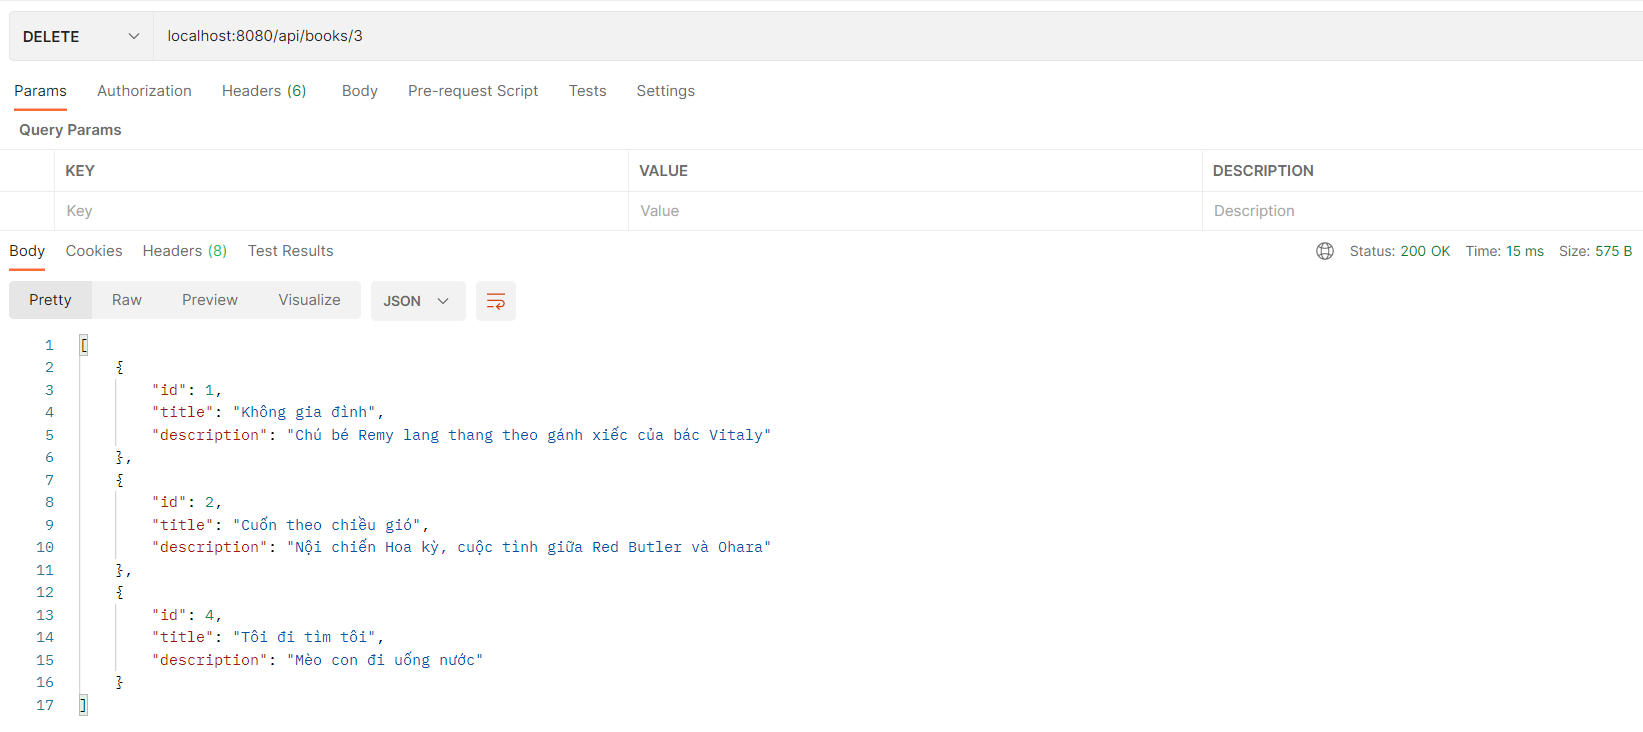 DELETE localhost:8080/api/books/3
Params Authorization Headers (6) Body Pre-request Script Tests Settings
Query Params
KEY VALUE DESCRIPTION
Key Value Description
Body Cookies Headers (8) Test Results Status: 200 OK Time: 15 ms Size: 575 B
Pretty Raw Preview Visualize JSON
1 [
2 {
3 "id": 1,
4 "title": "Không gia đình",
5 "description": "Chú bé Remy lang thang theo gánh xiếc của bác Vitaly"
6 },
7 {
8 "id": 2,
9 "title": "Cuốn theo chiều gió",
10 "description": "Nội chiến Hoa kỳ, cuộc tình giữa Red Butler và Ohara"
11 },
12 {
13 "id": 4,
14 "title": "Tôi đi tìm tôi",
15 "description": "Mèo con đi uống nước"
16 }
17 ]